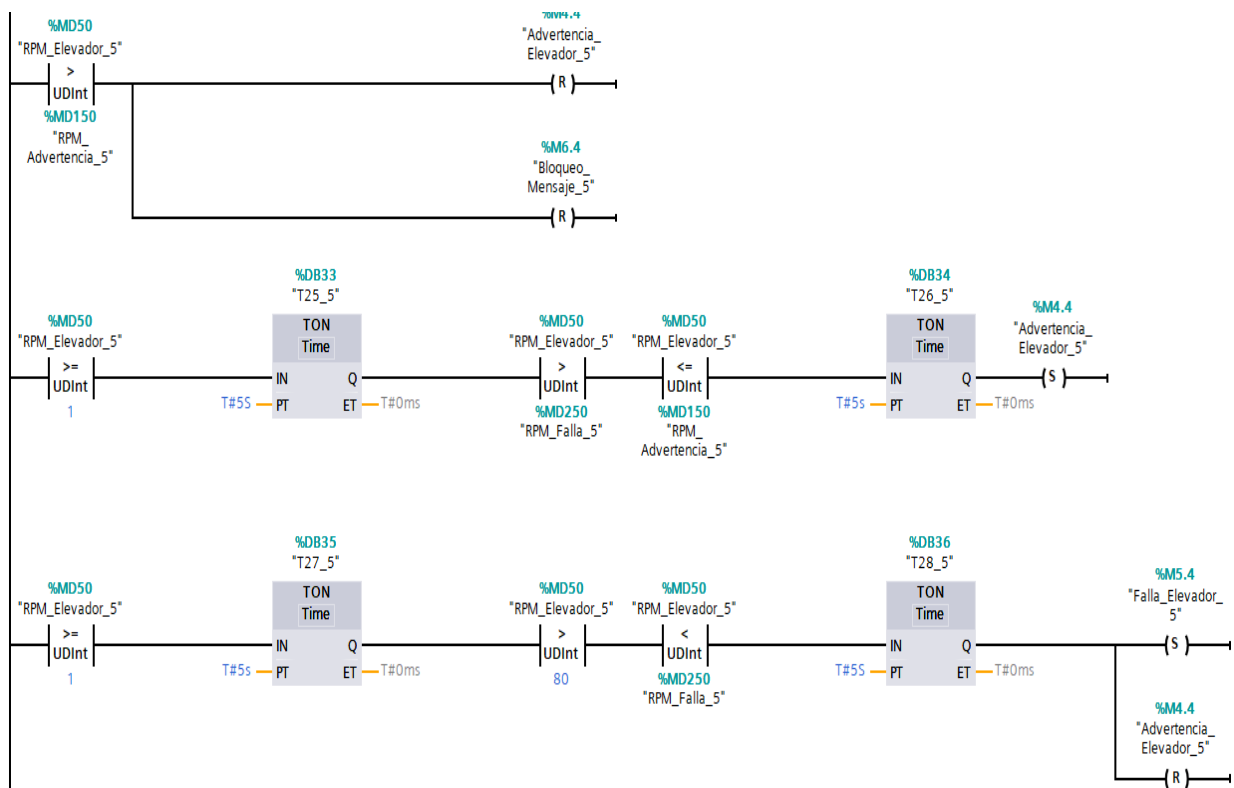 %M4.4
%MD50
"Advertencia_
"RPM_Elevador_5"
Elevador_5"
>
R
UDInt
%MD150
"RPM_
Advertencia_5"
%M6.4
"Bloqueo_
Mensaje_5"
R
%DB33
"T25_5"
%DB34
"T26_5"
%MD50
"RPM_Elevador_5"
>=
UDInt
1
TON
Time
IN Q
T#5S PT ET T#0ms
%MD50
"RPM_Elevador_5"
>
UDInt
%MD250
"RPM_Falla_5"
%MD50
"RPM_Elevador_5"
<=
UDInt
%MD150
"RPM_
Advertencia_5"
TON
Time
IN Q
T#5s PT ET T#0ms
%M4.4
"Advertencia_
Elevador_5"
S
%DB35
"T27_5"
%DB36
"T28_5"
%MD50
"RPM_Elevador_5"
>=
UDInt
1
TON
Time
IN Q
T#5s PT ET T#0ms
%MD50
"RPM_Elevador_5"
>
UDInt
80
%MD50
"RPM_Elevador_5"
<
UDInt
%MD250
"RPM_Falla_5"
TON
Time
IN Q
T#5S PT ET T#0ms
%M5.4
"Falla_Elevador_
5"
S
%M4.4
"Advertencia_
Elevador_5"
R